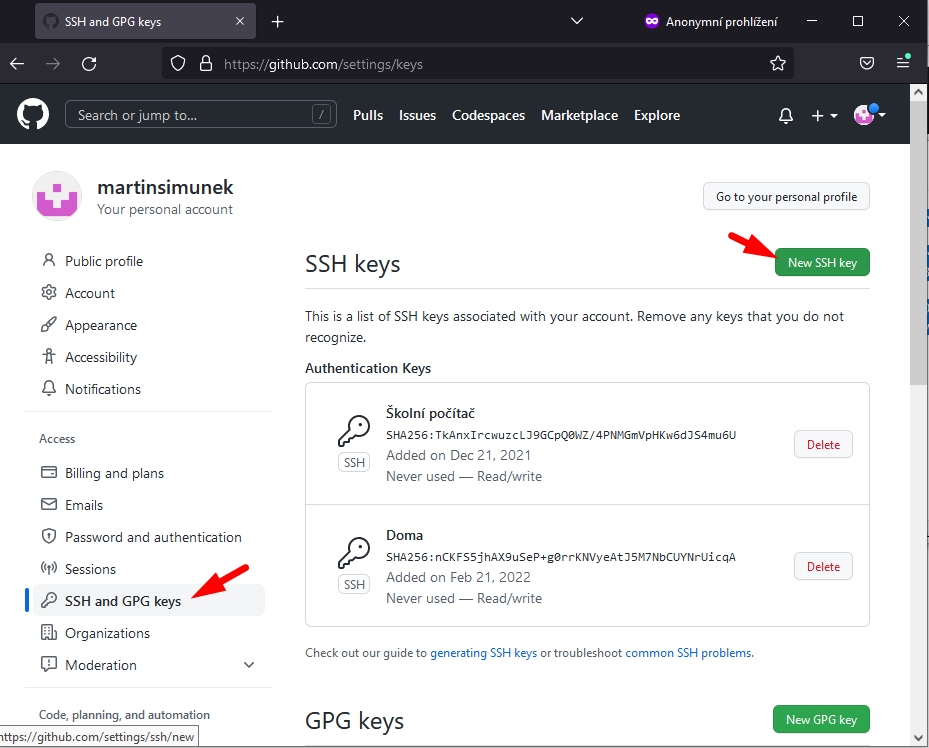 SSH and GPG keys
Anonymní prohlížení
https://github.com/settings/keys
Search or jump to...
/
Pulls
Issues
Codespaces
Marketplace
Explore
martinsimunek
Your personal account
Go to your personal profile
Public profile
Account
Appearance
Accessibility
Notifications
Access
Billing and plans
Emails
Password and authentication
Sessions
SSH and GPG keys
Organizations
Moderation
Code, planning, and automation
https://github.com/settings/ssh/new
SSH keys
New SSH key
This is a list of SSH keys associated with your account. Remove any keys that you do not
recognize.
Authentication Keys
Školní počítač
SHA256:TkAnxIrcwuzcLJ9GCpQ0WZ/4PNMGmVpHKw6dJS4mu6U
Added on Dec 21, 2021
Never used — Read/write
SSH
Delete
Doma
SHA256:nCKFS5jhAX9uSeP+g0rrKNVyeAtJ5M7NbCUYNrUicqA
Added on Feb 21, 2022
Never used — Read/write
SSH
Delete
Check out our guide to generating SSH keys or troubleshoot common SSH problems.
GPG keys
New GPG key